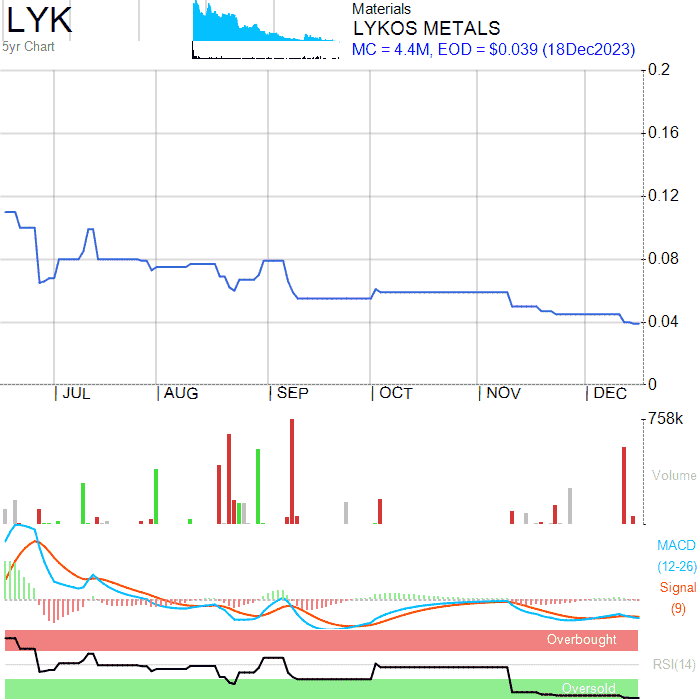 LYK
5yr Chart
Materials
LYKOS METALS
MC = 4.4M, EOD = $0.039 (18Dec2023)
0.2
0.16
0.12
0.08
0.04
0
JUL AUG SEP OCT NOV DEC
758k
Volume
MACD
(12-26)
Signal
(9)
Overbought
RSI(14)
Oversold